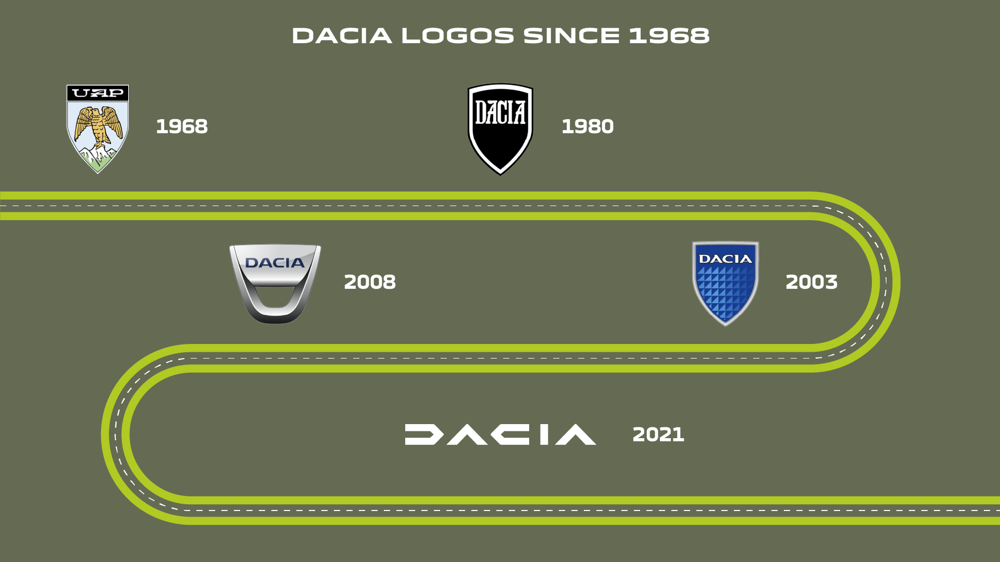 DACIA LOGOS SINCE 1968
UAP
1968
DACIA
1980
DACIA
2008
DACIA
2003
DACIA
2021